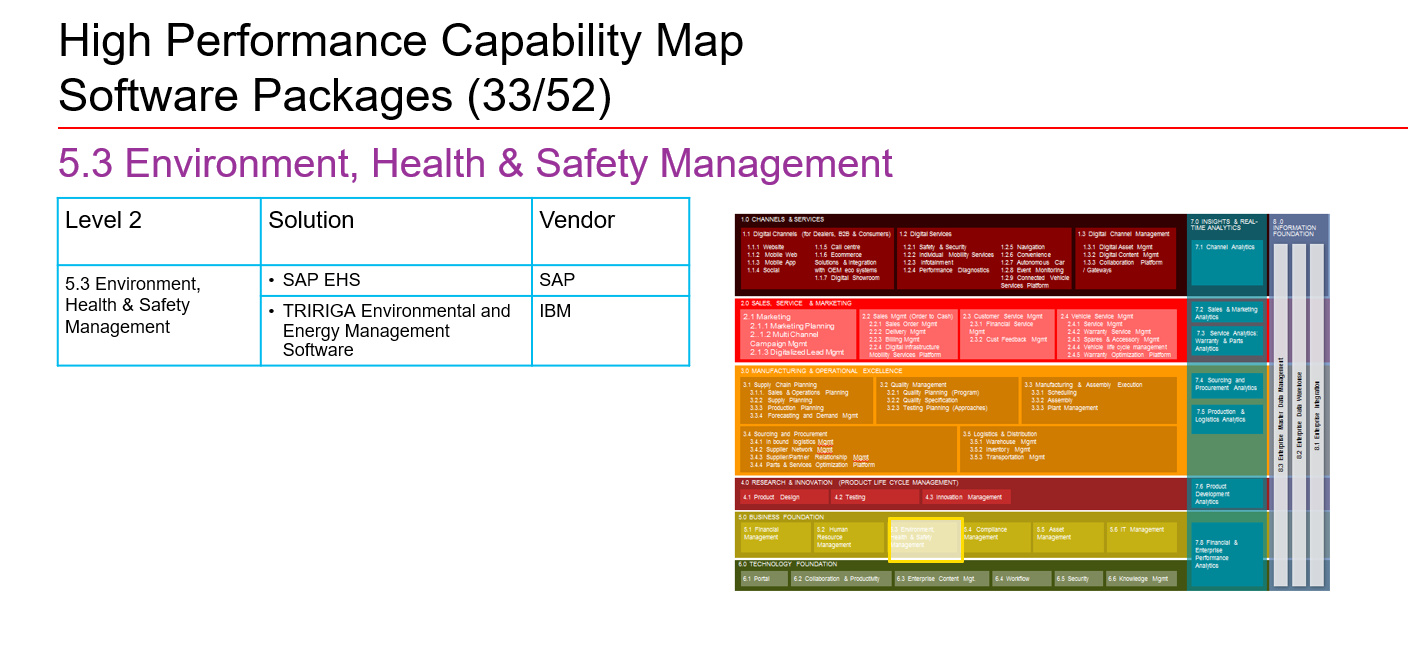 High Performance Capability Map
Software Packages (33/52)
5.3 Environment, Health & Safety Management
Level 2
Solution
Vendor
5.3 Environment,
Health & Safety
Management
• SAP EHS
SAP
• TRIRIGA Environmental and
Energy Management
Software
IBM
1.0 CHANNELS & SERVICES
1.1 Digital Channels (for Dealers, B2B & Consumers)
1.1.1 Website
1.1.2 Mobile Web
1.1.3 Mobile App
1.1.4 Social
1.1.5 Call centre
1.1.6 Ecommerce
Solutions & Integration
with OEM eco systems
1.1.7 Digital Showroom
1.2 Digital Services
1.2.1 Safety & Security
1.2.2 Individual Mobility Services
1.2.3 Infotainment
1.2.4 Performance Diagnostics
1.2.5 Navigation
1.2.6 Convenience
1.2.7 Autonomous Car
1.2.8 Event Monitoring
1.2.9 Connected Vehicle
Services Platform
1.3 Digital Channel Management
1.3.1 Digital Asset Mgmt
1.3.2 Digital Content Mgmt
1.3.3 Collaboration Platform
/ Gateways
2.0 SALES, SERVICE & MARKETING
2.1 Marketing
2.1.1 Marketing Planning
2. .1.2 Multi Channel
Campaign Mgmt
2.1.3 Digitalized Lead Mgmt
2.2 Sales Mgmt (Order to Cash)
2.2.1 Sales Order Mgmt
2.2.2 Delivery Mgmt
2.2.3 Billing Mgmt
2.2.4 Digital Infrastructure
Mobility Services Platform
2.3 Customer Service Mgmt
2.3.1 Financial Service
Mgmt
2.3.2 Cust Feedback Mgmt
2.4 Vehicle Service Mgmt
2.4.1 Service Mgmt
2.4.2 Warranty Service Mgmt
2.4.3 Spares & Accessory Mgmt
2.4.4 Vehicle life cycle management
2.4.5 Warranty Optimization Platform
3.0 MANUFACTURING & OPERATIONAL EXCELLENCE
3.1 Supply Chain Planning
3.1.1. Sales & Operations Planning
3.2.2 Supply Planning
3.3.3 Production Planning
3.4.4 Forecasting and Demand Mgmt
3.2 Quality Management
3.2.1 Quality Planning (Program)
3.2.2 Quality Specification
3.2.3 Testing Planning (Approaches)
3.3 Manufacturing & Assembly Execution
3.3.1 Scheduling
3.3.2 Assembly
3.3.3 Plant Management
3.4 Sourcing and Procurement
3.4.1 In bound logistics Mgmt
3.4.2 Supplier Network Mgmt
3.4.3 Supplier/Partner Relationship Mgmt
3.4.4 Parts & Services Optimization Platform
3.5 Logistics & Distribution
3.5.1 Warehouse Mgmt
3.5.2 Inventory Mgmt
3.5.3 Transportation Mgmt
4.0 RESEARCH & INNOVATION (PRODUCT LIFE CYCLE MANAGEMENT)
4.1 Product Design
4.2 Testing
4.3 Innovation Management
5.0 BUSINESS FOUNDATION
5.1 Financial
Management
5.2 Human
Resource
Management
5.3 Environment,
Health & Safety
Management
5.4 Compliance
Management
5.5 Asset
Management
5.6 IT Management
6.0 TECHNOLOGY FOUNDATION
6.1 Portal
6.2 Collaboration & Productivity
6.3 Enterprise Content Mgt.
6.4 Workflow
6.5 Security
6.6 Knowledge Mgmt
7.0 INSIGHTS & REAL-
TIME ANALYTICS
7.1 Channel Analytics
7.2 Sales & Marketing
Analytics
7.3 Service Analytics:
Warranty & Parts
Analytics
7.4 Sourcing and
Procurement Analytics
7.5 Production &
Logistics Analytics
7.6 Product
Development
Analytics
7.8 Financial &
Enterprise
Performance
Analytics
8 .0
INFORMATION
FOUNDATION
8.3 Enterprise Master Data Management
8.2 Enterprise Data Warehouse
8.1 Enterprise Integration